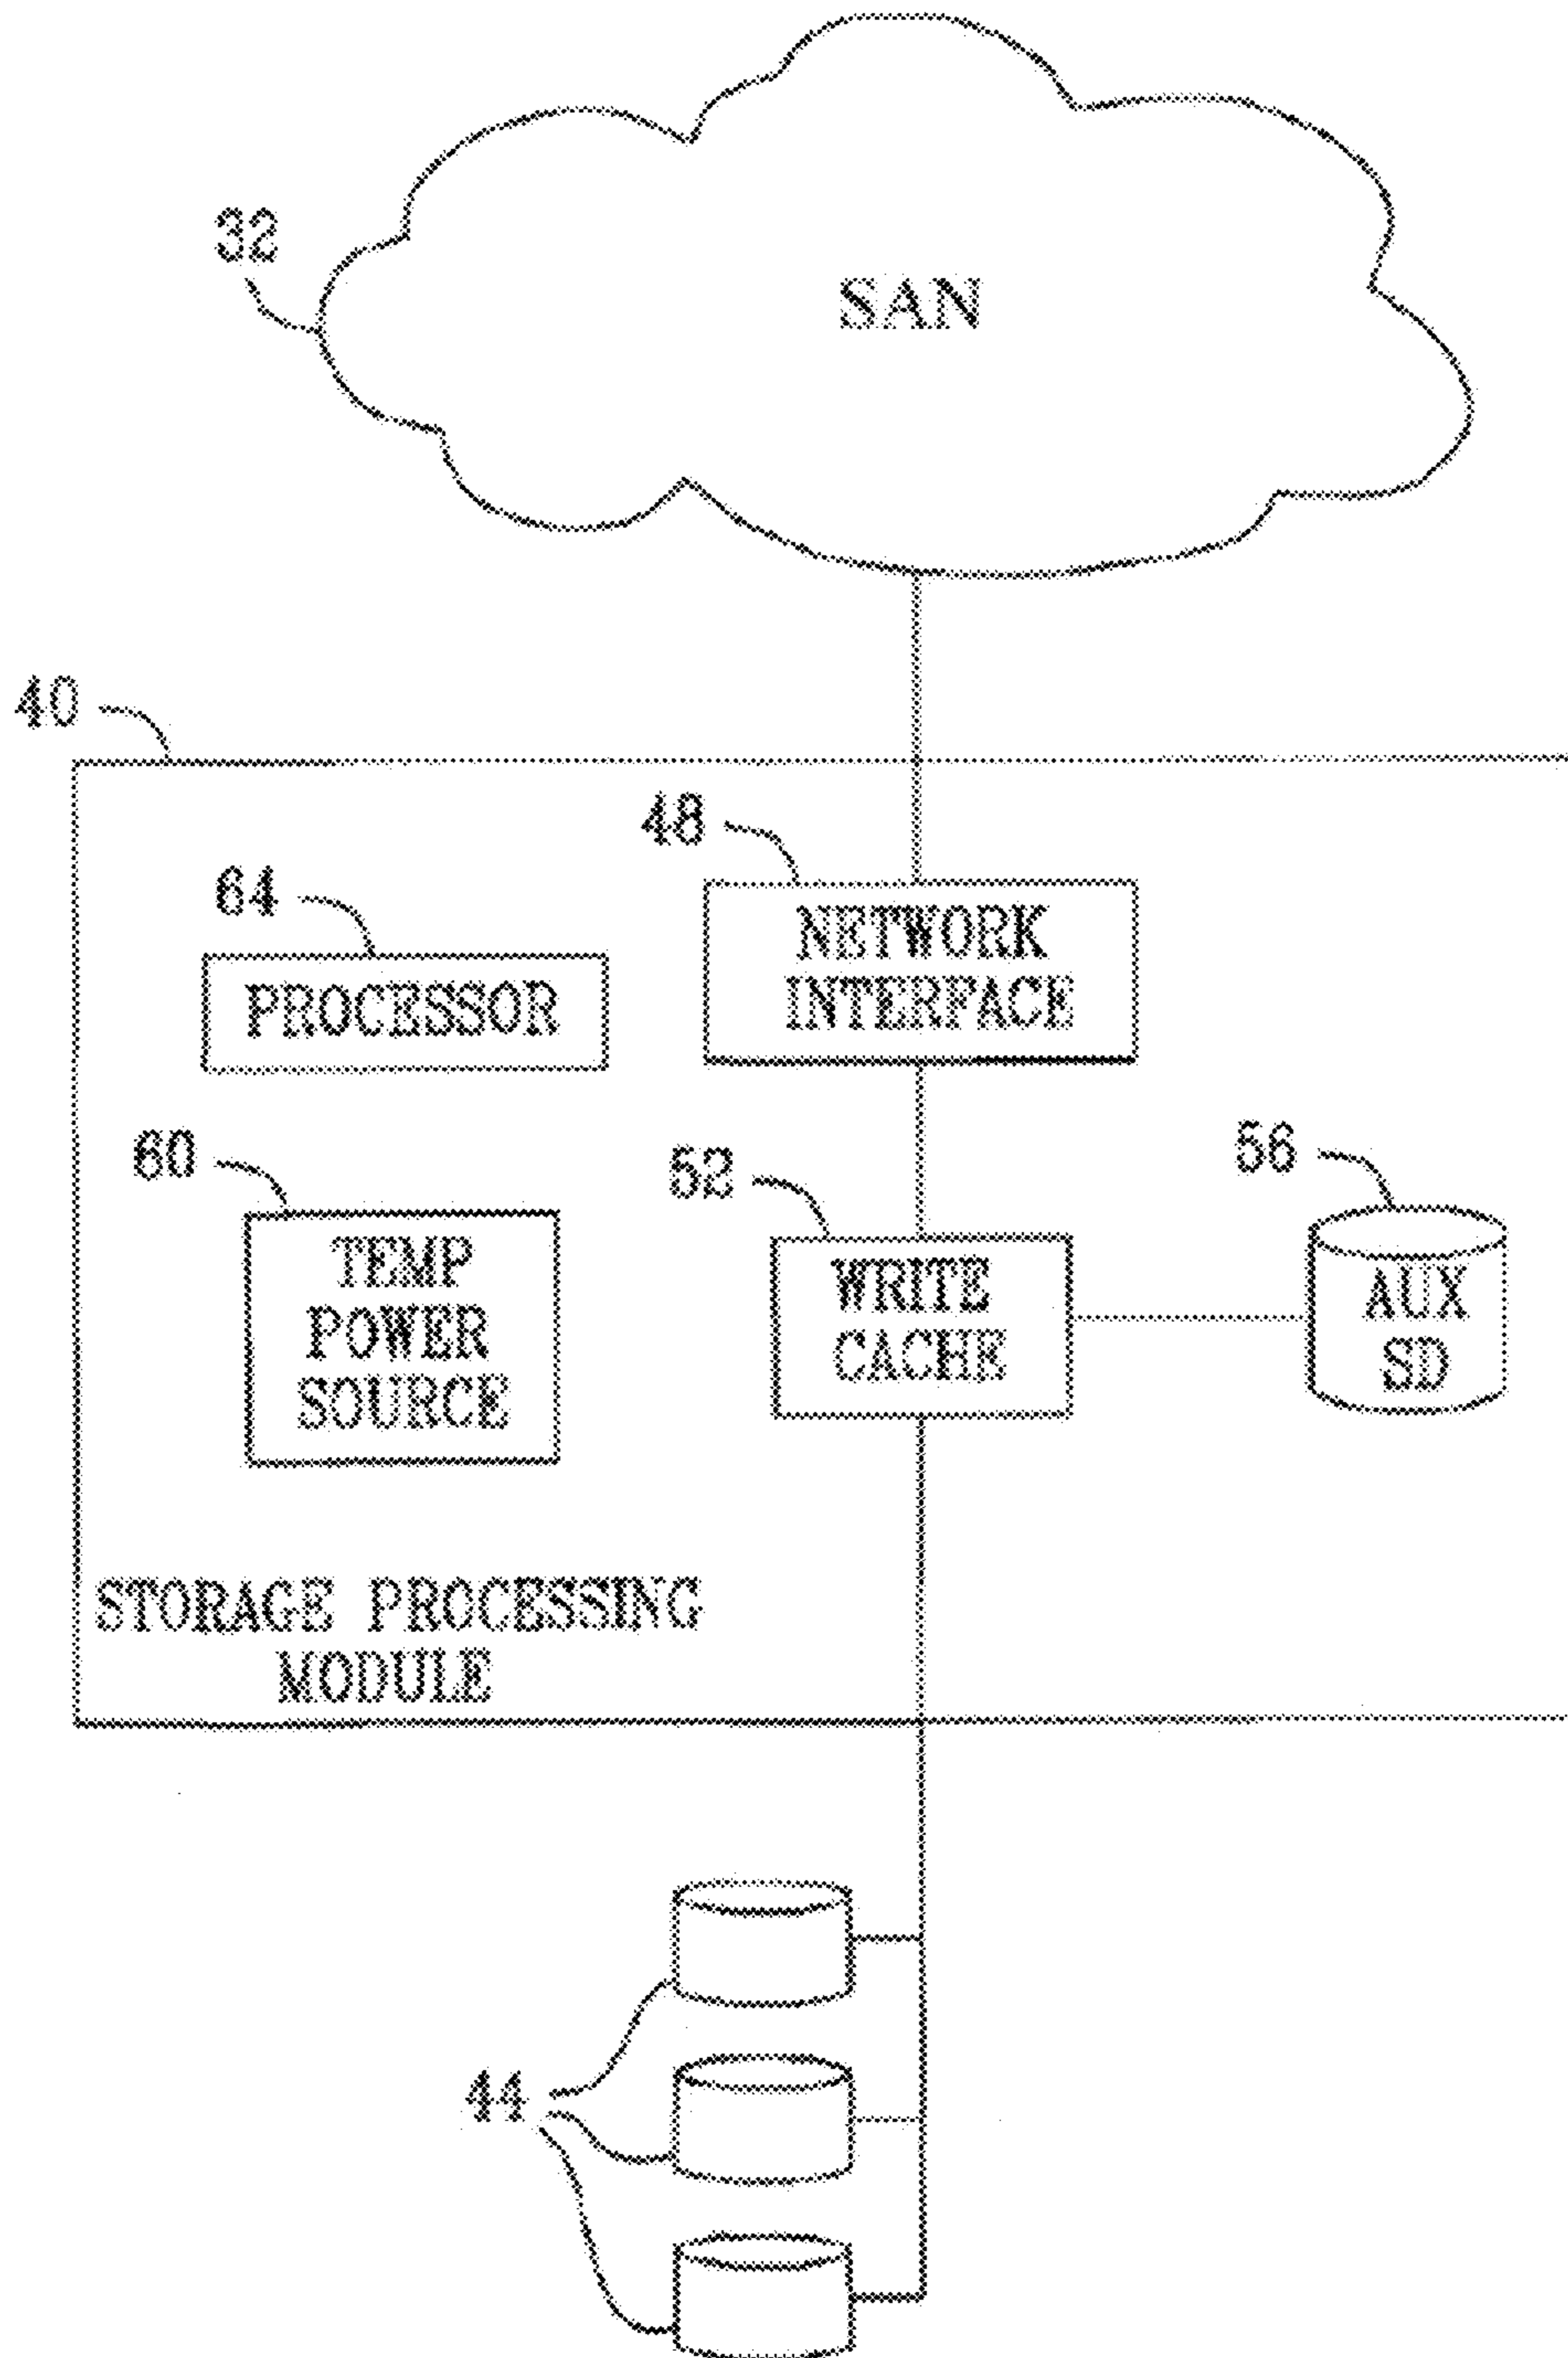 32
SAN
40
48
64
NETWORK
INTERFACE
PROCESSOR
60
52
56
TEMP
POWER
SOURCE
WRITE
CACHE
AUX
SD
STORAGE PROCESSING
MODULE
44